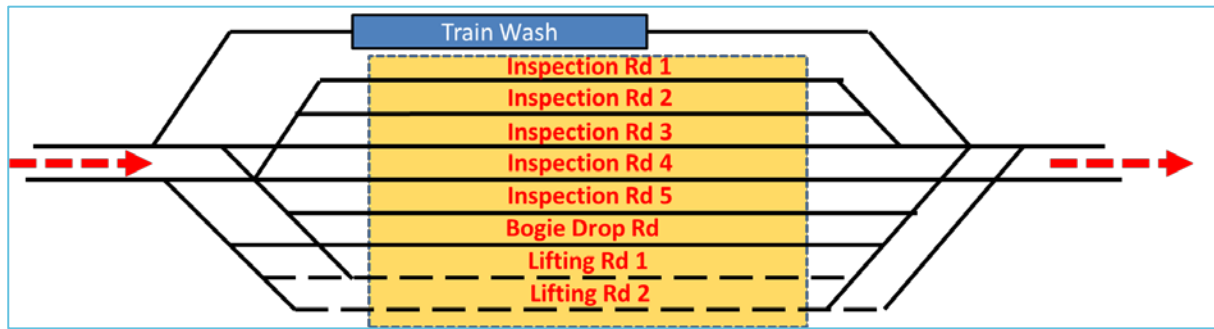 Train Wash
Inspection Rd 1
Inspection Rd 2
Inspection Rd 3
Inspection Rd 4
Inspection Rd 5
Bogie Drop Rd
Lifting Rd 1
Lifting Rd 2